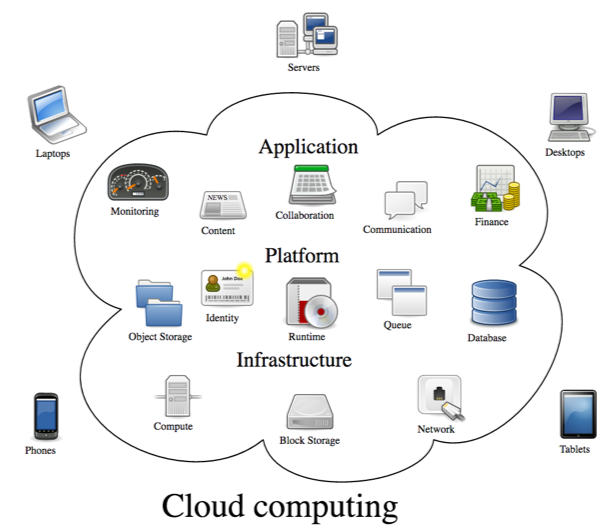 Servers
Laptops
Desktops
Application
Monitoring
NEWS
Content
Collaboration
Communication
Finance
Platform
John Doe
Object Storage
Identity
Runtime
Queue
Database
Infrastructure
Compute
Block Storage
Network
Phones
Tablets
Cloud computing